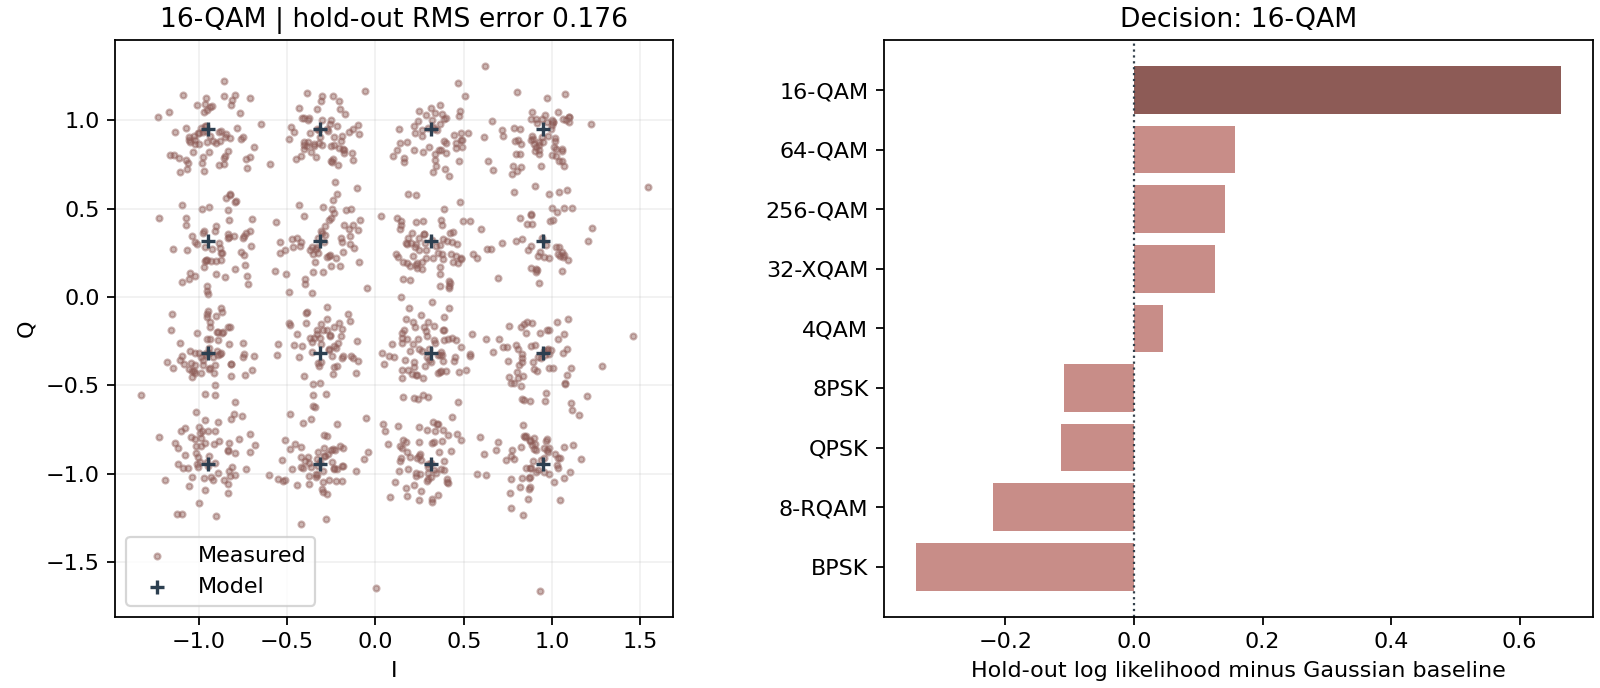 16-QAM | hold-out RMS error 0.176
1.0
0.5
0.0
−0.5
−1.0
−1.5
Q
Measured
Model
−1.0
−0.5
0.0
0.5
1.0
1.5
I
Decision: 16-QAM
16-QAM
64-QAM
256-QAM
32-XQAM
4QAM
8PSK
QPSK
8-RQAM
BPSK
−0.2
0.0
0.2
0.4
0.6
Hold-out log likelihood minus Gaussian baseline